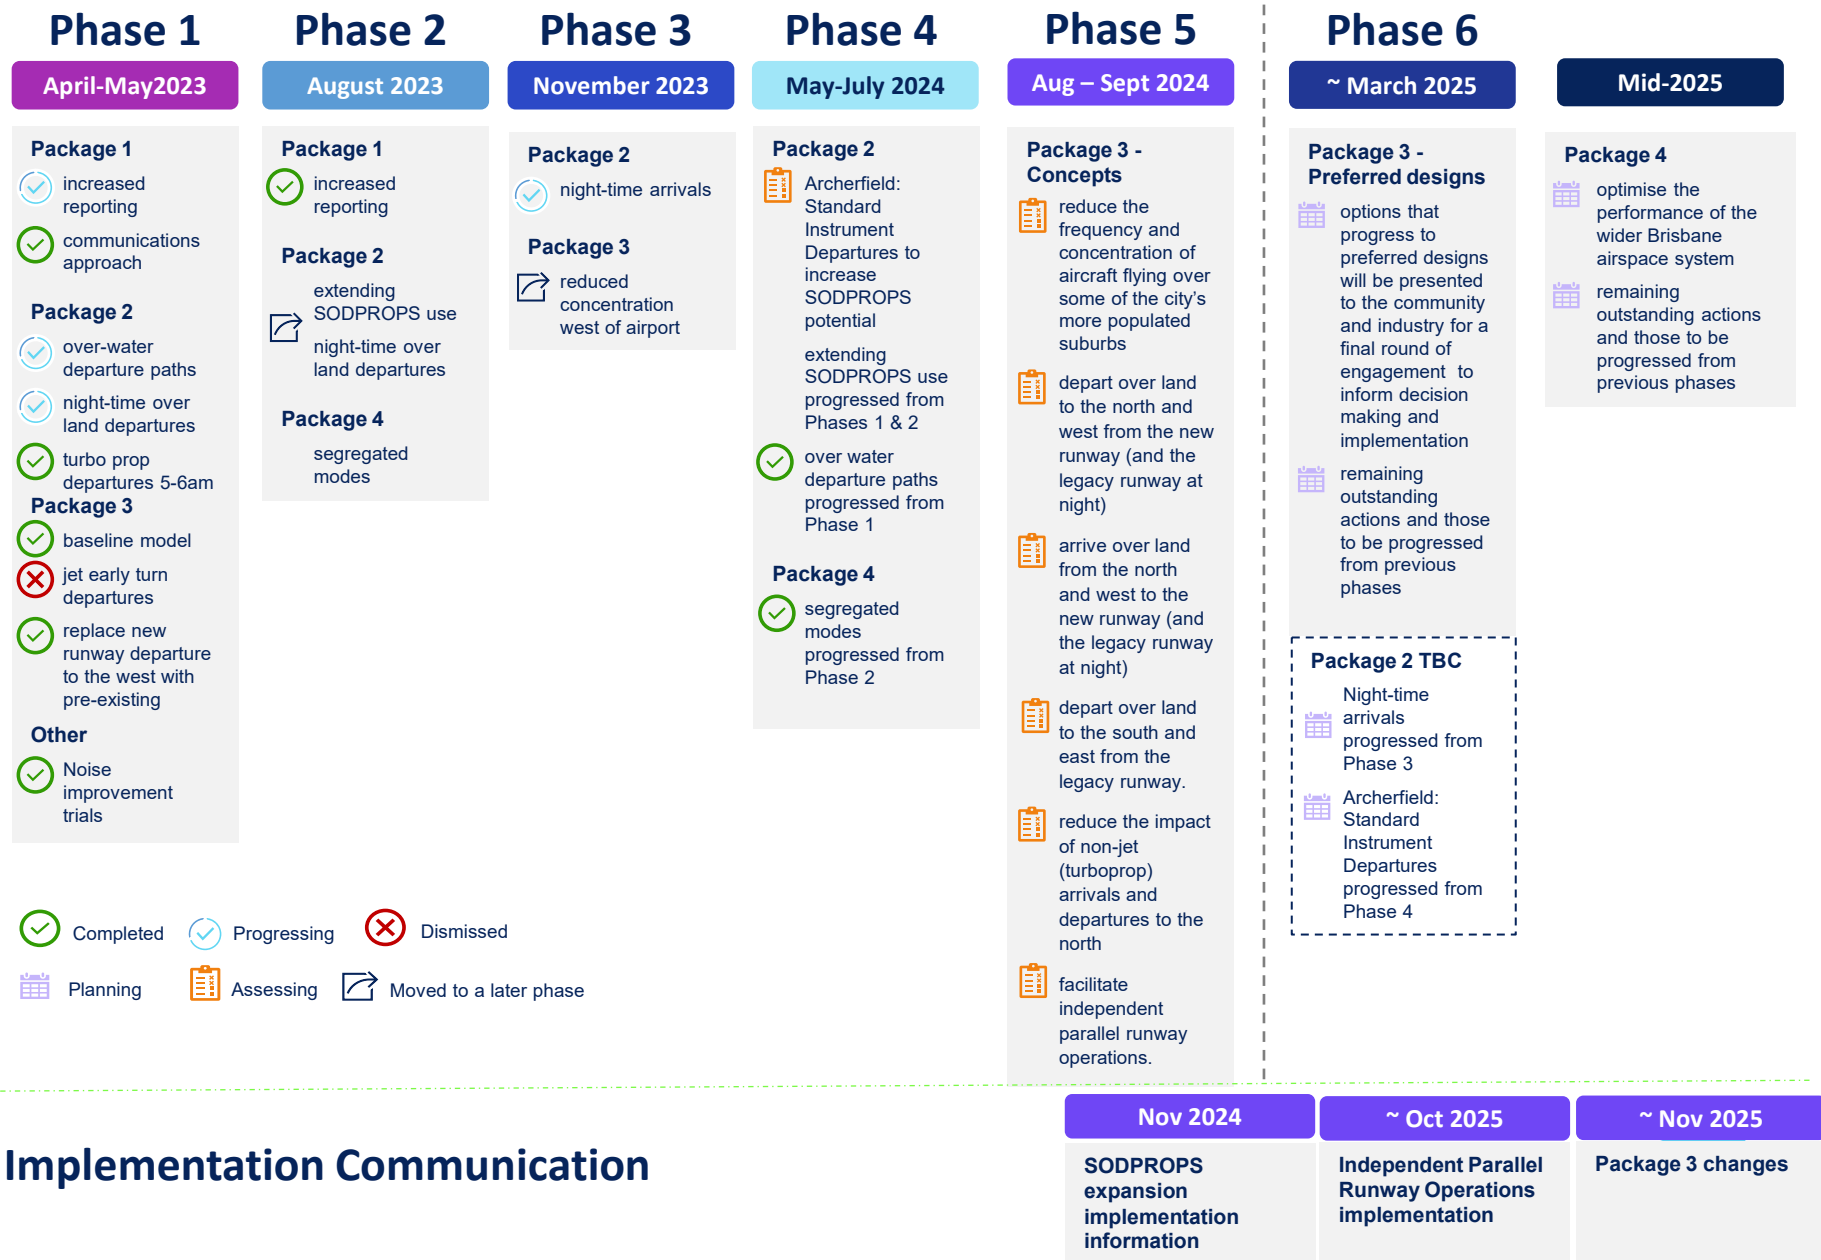 Phase 1
April-May2023
Package 1
increased
reporting
communications
approach
Package 2
over-water
departure paths
night-time over
land departures
turbo prop
departures 5-6am
Package 3
baseline model
jet early turn
departures
replace new
runway departure
to the west with
pre-existing
Other
Noise
improvement
trials
Phase 2
August 2023
Package 1
increased
reporting
Package 2
extending
SODPROPS use
night-time over
land departures
Package 4
segregated
modes
Phase 3
November 2023
Package 2
night-time arrivals
Package 3
reduced
concentration
west of airport
Phase 4
May-July 2024
Package 2
Archerfield:
Standard
Instrument
Departures to
increase
SODPROPS
potential
extending
SODPROPS use
progressed from
Phases 1 & 2
over water
departure paths
progressed from
Phase 1
Package 4
segregated
modes
progressed from
Phase 2
Phase 5
Aug – Sept 2024
Package 3 -
Concepts
reduce the
frequency and
concentration of
aircraft flying over
some of the city's
more populated
suburbs
depart over land
to the north and
west from the new
runway (and the
legacy runway at
night)
arrive over land
from the north
and west to the
new runway (and
the legacy runway
at night)
depart over land
to the south and
east from the
legacy runway.
reduce the impact
of non-jet
(turboprop)
arrivals and
departures to the
north
facilitate
independent
parallel runway
operations.
Phase 6
~ March 2025
Package 3 -
Preferred designs
options that
progress to
preferred designs
will be presented
to the community
and industry for a
final round of
engagement to
inform decision
making and
implementation
remaining
outstanding
actions and those
to be progressed
from previous
phases
Package 2 TBC
Night-time
arrivals
progressed from
Phase 3
Archerfield:
Standard
Instrument
Departures
progressed from
Phase 4
Mid-2025
Package 4
optimise the
performance of the
wider Brisbane
airspace system
remaining
outstanding actions
and those to be
progressed from
previous phases
Completed
Progressing
Dismissed
Planning
Assessing
Moved to a later phase
Implementation Communication
Nov 2024
SODPROPS
expansion
implementation
information
~ Oct 2025
Independent Parallel
Runway Operations
implementation
~ Nov 2025
Package 3 changes